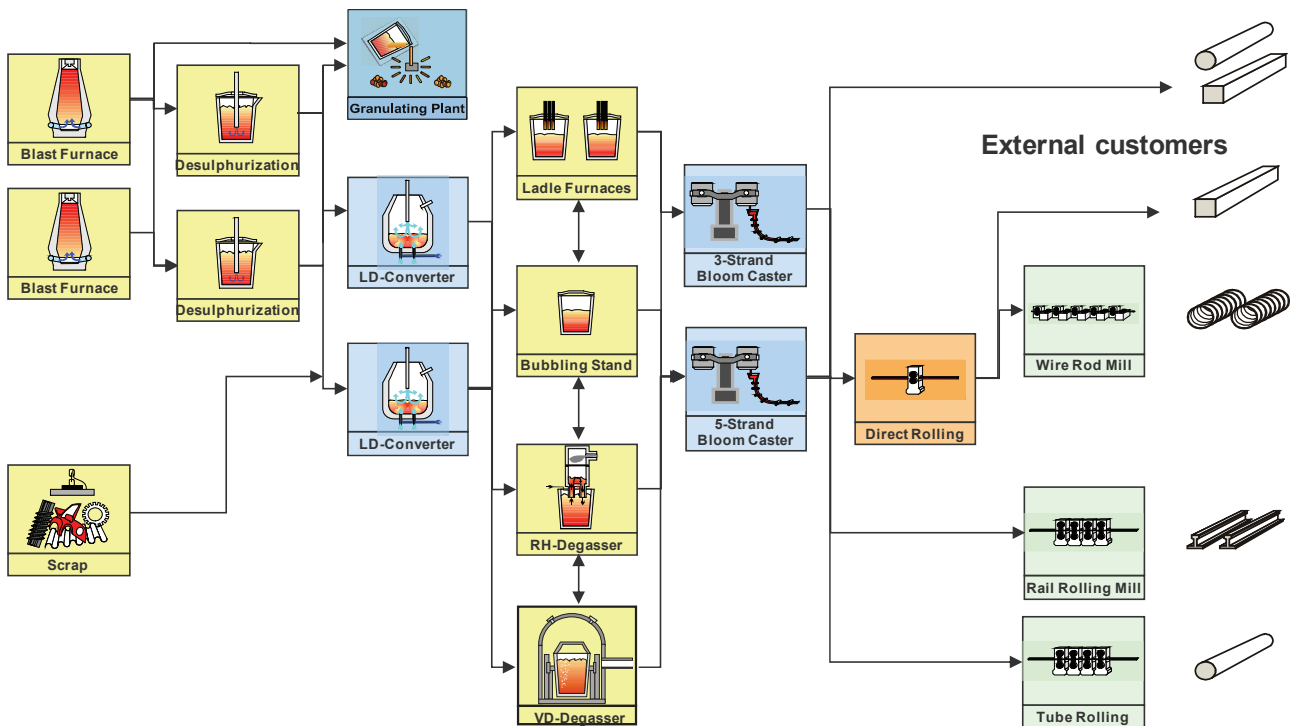 Granulating Plant
Blast Furnace
Desulphurization
Ladle Furnaces
External customers
Blast Furnace
Desulphurization
LD-Converter
3-Strand
Bloom Caster
Bubbling Stand
Wire Rod Mill
LD-Converter
5-Strand
Bloom Caster
Direct Rolling
Scrap
RH-Degasser
Rail Rolling Mill
VD-Degasser
Tube Rolling